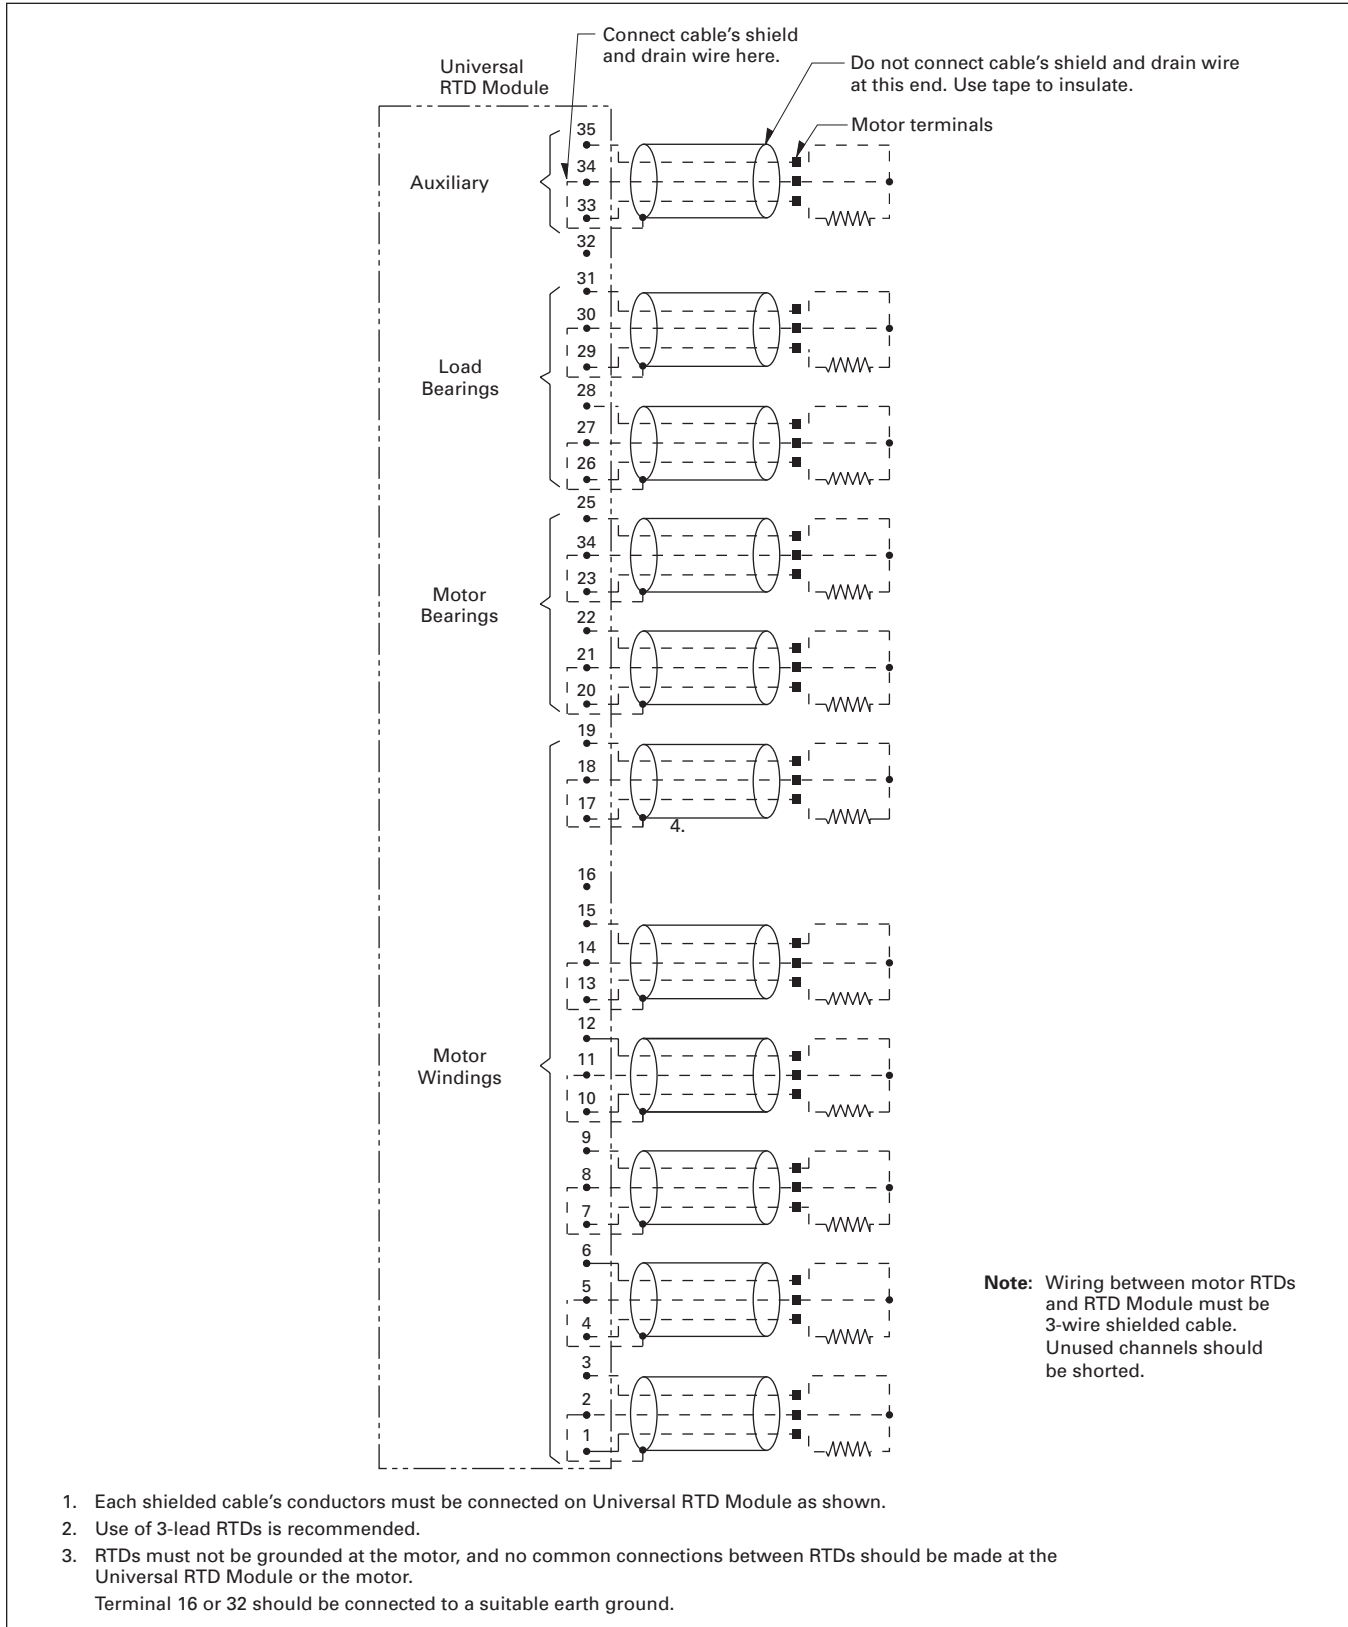 Connect cable's shield
and drain wire here.
Universal
RTD Module
Do not connect cable's shield and drain wire
at this end. Use tape to insulate.
Motor terminals
35
34
Auxiliary
33
32
31
30
29
Load
Bearings
28
27
26
25
34
23
Motor
Bearings
22
21
20
19
18
17
4.
16
15
14
13
12
11
Motor
Windings
10
9
8
7
6
5
4
3
2
1
Note: Wiring between motor RTDs
and RTD Module must be
3-wire shielded cable.
Unused channels should
be shorted.
1. Each shielded cable's conductors must be connected on Universal RTD Module as shown.
2. Use of 3-lead RTDs is recommended.
3. RTDs must not be grounded at the motor, and no common connections between RTDs should be made at the
Universal RTD Module or the motor.
Terminal 16 or 32 should be connected to a suitable earth ground.